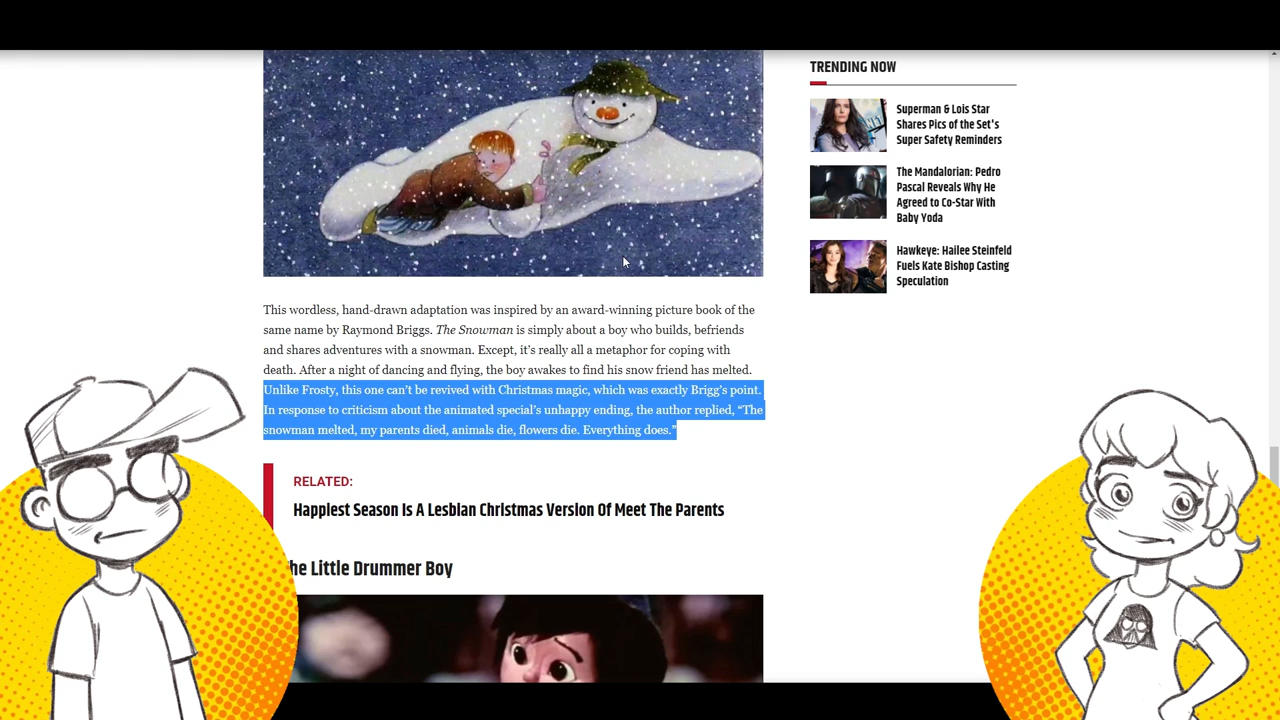 This wordless, hand-drawn adaptation was inspired by an award-winning picture book of the
same name by Raymond Briggs. The Snowman is simply about a boy who builds, befriends
and shares adventures with a snowman. Except, it’s really all a metaphor for coping with
death. After a night of dancing and flying, the boy awakes to find his snow friend has melted.
Unlike Frosty, this one can’t be revived with Christmas magic, which was exactly Brigg’s point.
In response to criticism about the animated special’s unhappy ending, the author replied, “The
snowman melted, my parents died, animals die, flowers die. Everything does.”
RELATED:
Happiest Season Is A Lesbian Christmas Version Of Meet The Parents
he Little Drummer Boy
TRENDING NOW
Superman & Lois Star
Shares Pics of the Set's
Super Safety Reminders
The Mandalorian: Pedro
Pascal Reveals Why He
Agreed to Co-Star With
Baby Yoda
Hawkeye: Hailee Steinfeld
Fuels Kate Bishop Casting
Speculation